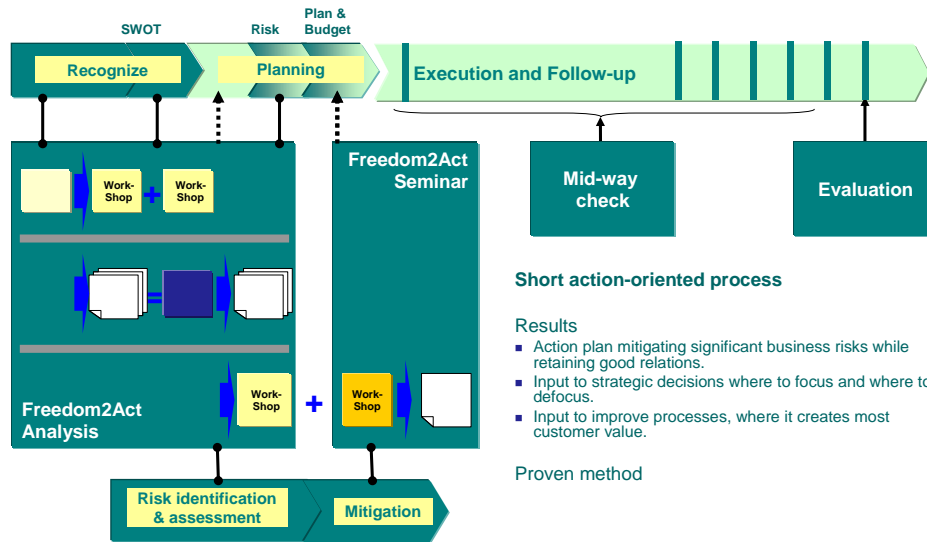 SWOT
Risk
Plan &
Budget
Recognize
Planning
Execution and Follow-up
Work-
Shop
+
Work-
Shop
=
Freedom2Act
Analysis
Work-
Shop
+
Freedom2Act
Seminar
Work-
Shop
Mid-way
check
Evaluation
Short action-oriented process
Results
■ Action plan mitigating significant business risks while
retaining good relations.
■ Input to strategic decisions where to focus and where to
defocus.
■ Input to improve processes, where it creates most
customer value.
Proven method
Risk identification
& assessment
Mitigation